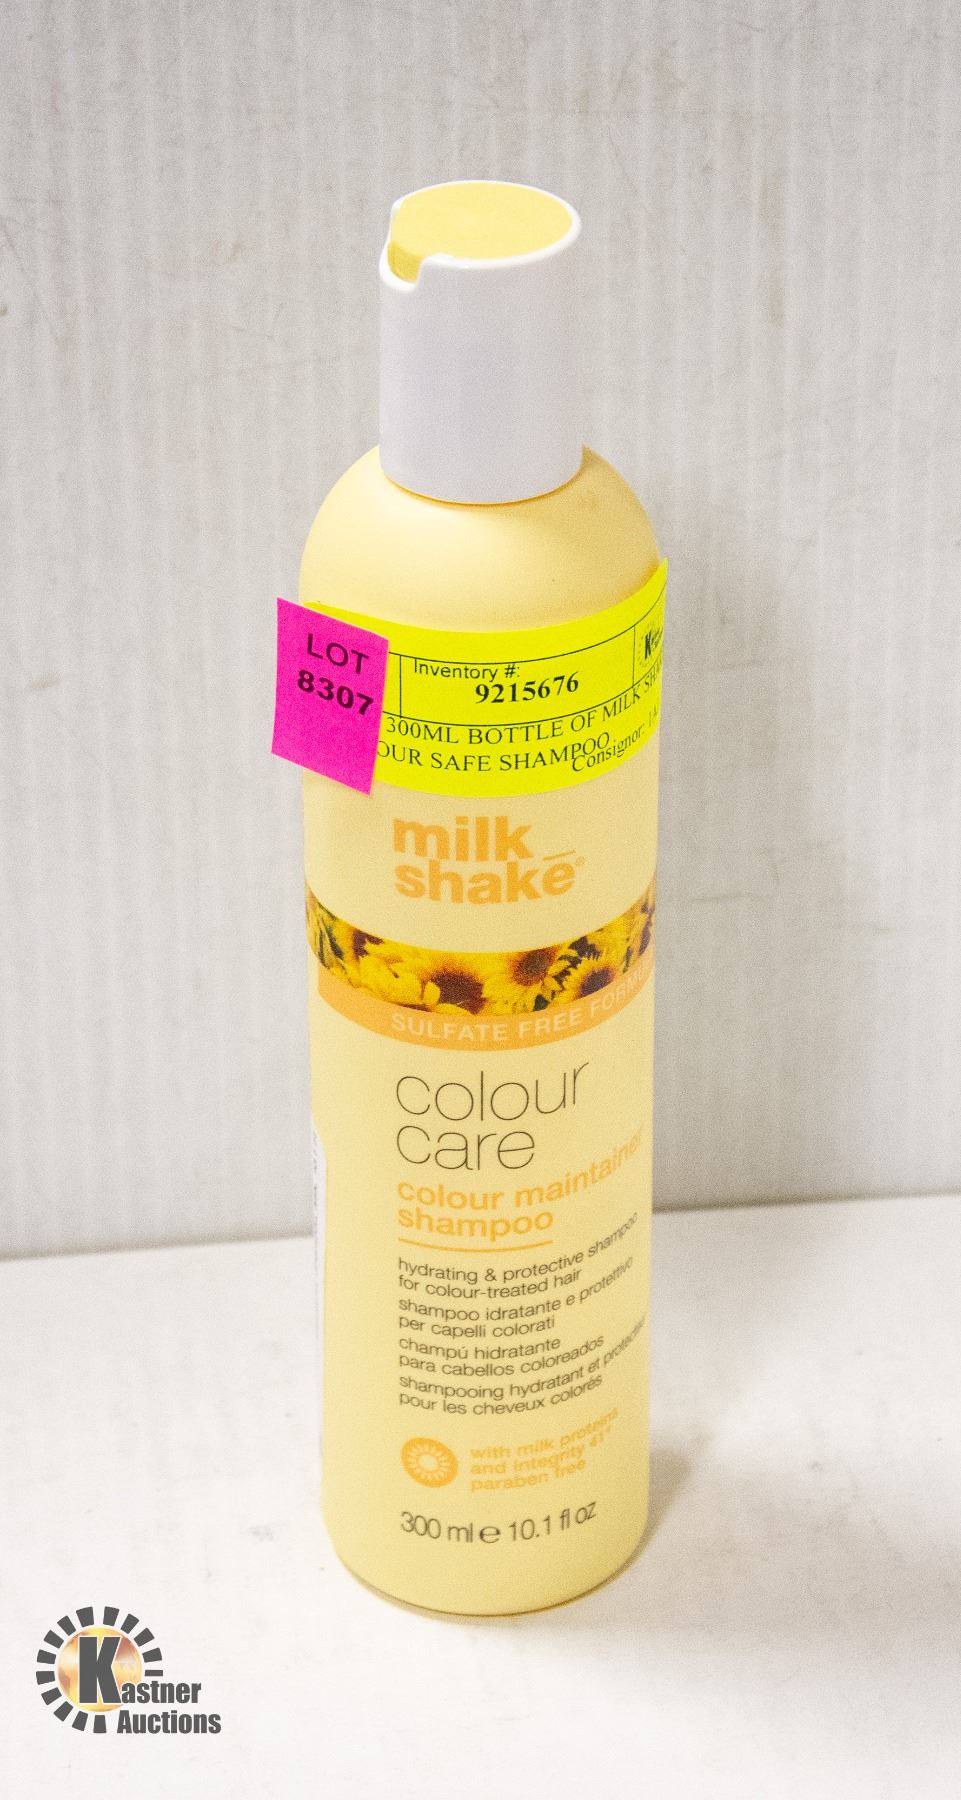 LOT
8307
Inventory #:
9215676
300ML BOTTLE OF MILK
OUR SAFE SHAMPOO
Consignor:
milk
shake
SULFATE FREE
colour
care
colour maintainer
shampoo
hydrating & protective shampoo
for colour-treated hair
shampoo idratante e protettivo
per capelli colorati
champú hidratante
para cabellos coloreados
shampooing hydratant et
pour les cheveux colorés
with milk proteins
and integrity 41®
paraben free
300 ml e 10.1 fl oz
Kastner
Auctions